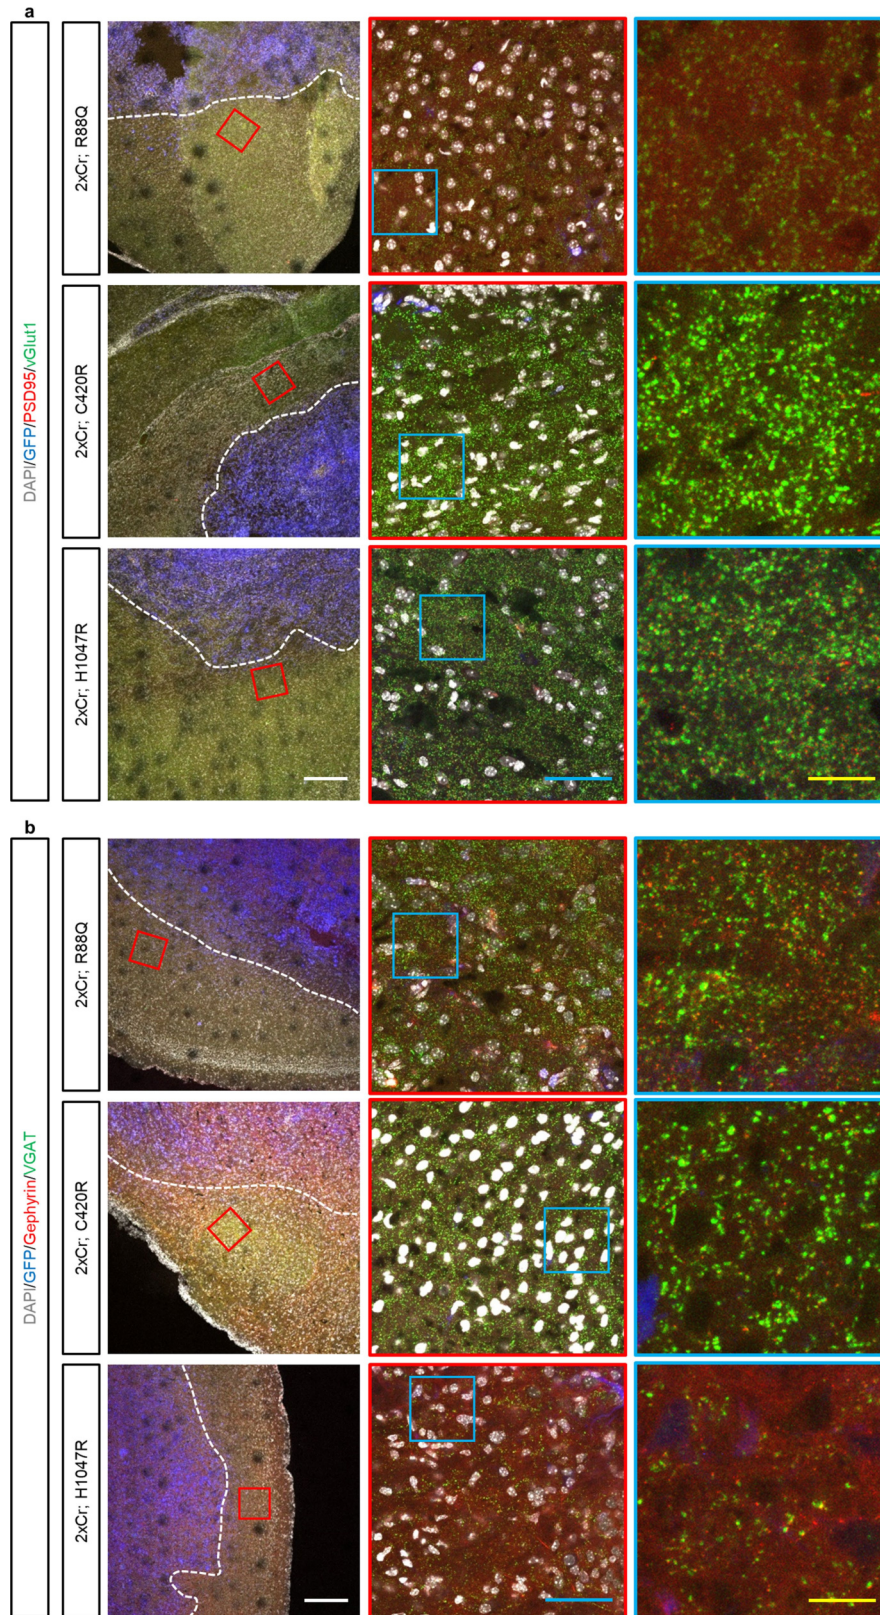 a
DAPI/GFP/PSD95/vGlut1
2xCr; R88Q
2xCr; C420R
2xCr; H1047R
b
DAPI/GFP/Gephyrin/VGAT
2xCr; R88Q
2xCr; C420R
2xCr; H1047R